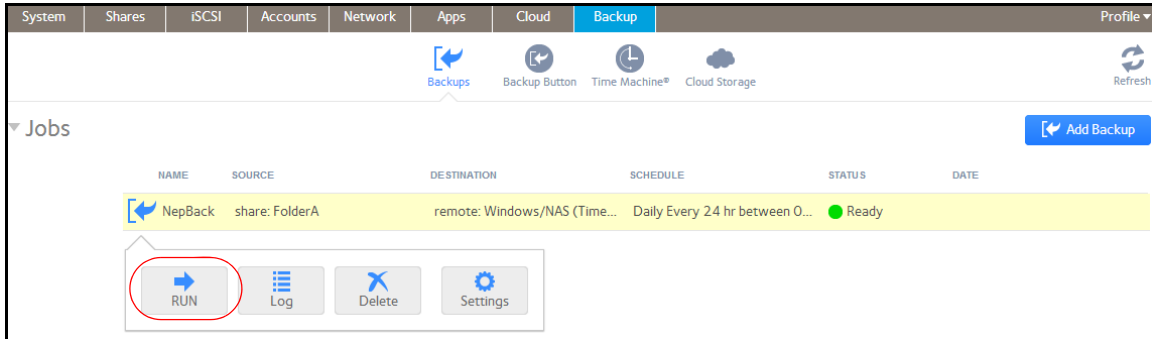 System Shares iSCSI Accounts Network Apps Cloud Backup Profile
Backups Backup Button Time Machine® Cloud Storage Refresh
Jobs Add Backup
NAME SOURCE DESTINATION SCHEDULE STATUS DATE
NepBack share: FolderA remote: Windows/NAS (Time... Daily Every 24 hr between 0... Ready
RUN Log Delete Settings